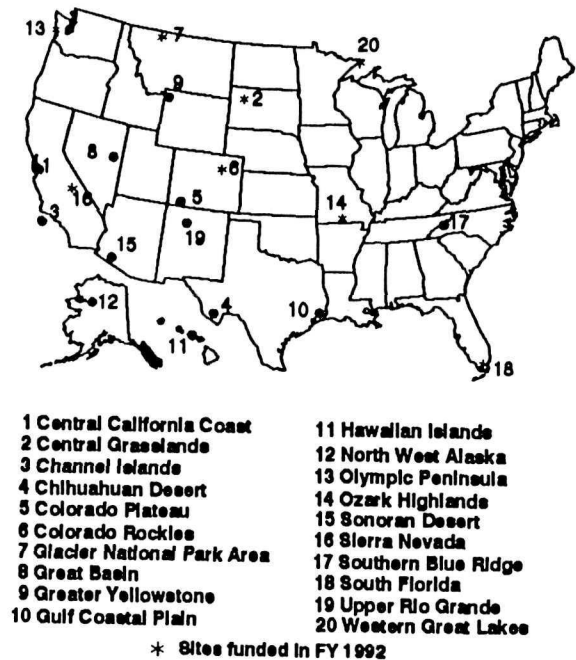 13
7
20
9
2
8
6
1
16
14
3
5
17
19
15
12
4
10
11
18
1 Central California Coast
2 Central Grasslands
3 Channel Islands
4 Chihuahuan Desert
5 Colorado Plateau
6 Colorado Rockies
7 Glacier National Park Area
8 Great Basin
9 Greater Yellowstone
10 Gulf Coastal Plain
11 Hawaiian Islands
12 North West Alaska
13 Olympic Peninsula
14 Ozark Highlands
15 Sonoran Desert
16 Sierra Nevada
17 Southern Blue Ridge
18 South Florida
19 Upper Rio Grande
20 Western Great Lakes
* Sites funded in FY 1992